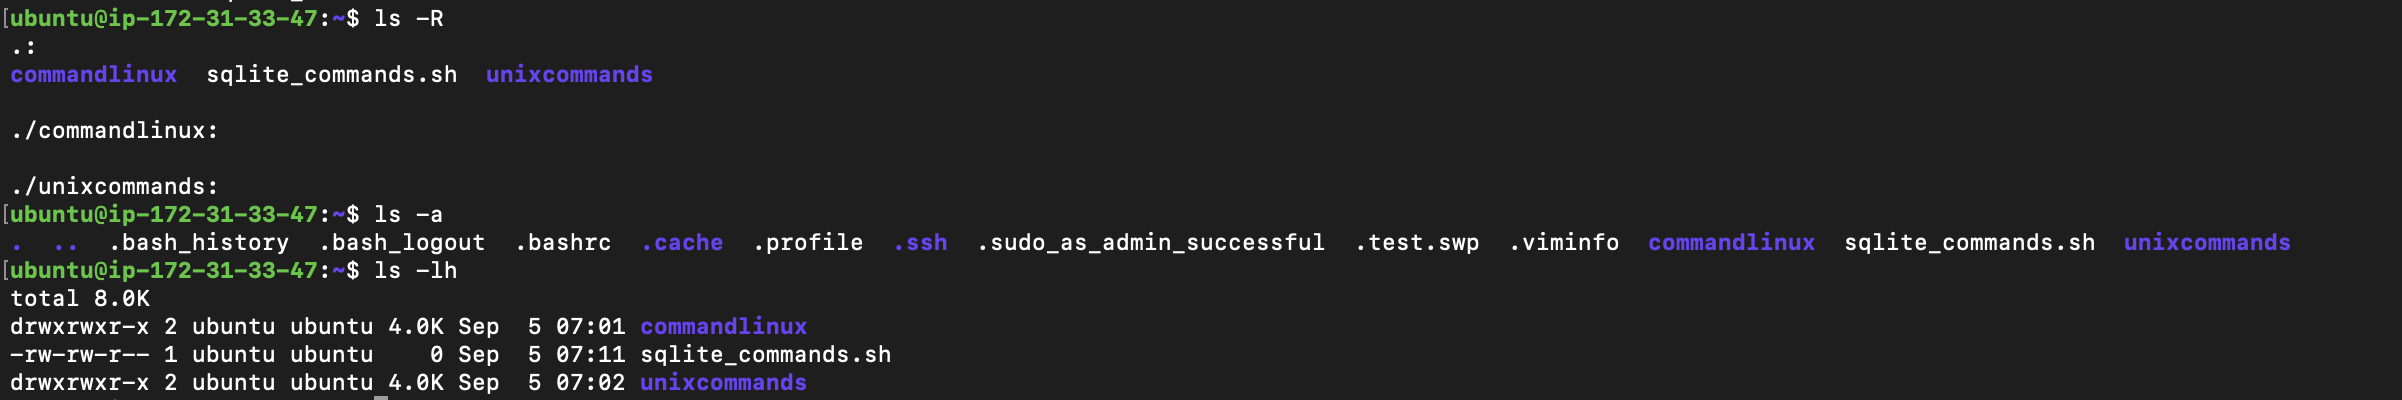 [ubuntu@ip-172-31-33-47:~$ ls -R
.:
commandlinux  sqlite_commands.sh  unixcommands

./commandlinux:

./unixcommands:
[ubuntu@ip-172-31-33-47:~$ ls -a
.  ..  .bash_history  .bash_logout  .bashrc  .cache  .profile  .ssh  .sudo_as_admin_successful  .test.swp  .viminfo  commandlinux  sqlite_commands.sh  unixcommands
[ubuntu@ip-172-31-33-47:~$ ls -lh
total 8.0K
drwxrwxr-x 2 ubuntu ubuntu 4.0K Sep  5 07:01 commandlinux
-rw-rw-r-- 1 ubuntu ubuntu    0 Sep  5 07:11 sqlite_commands.sh
drwxrwxr-x 2 ubuntu ubuntu 4.0K Sep  5 07:02 unixcommands